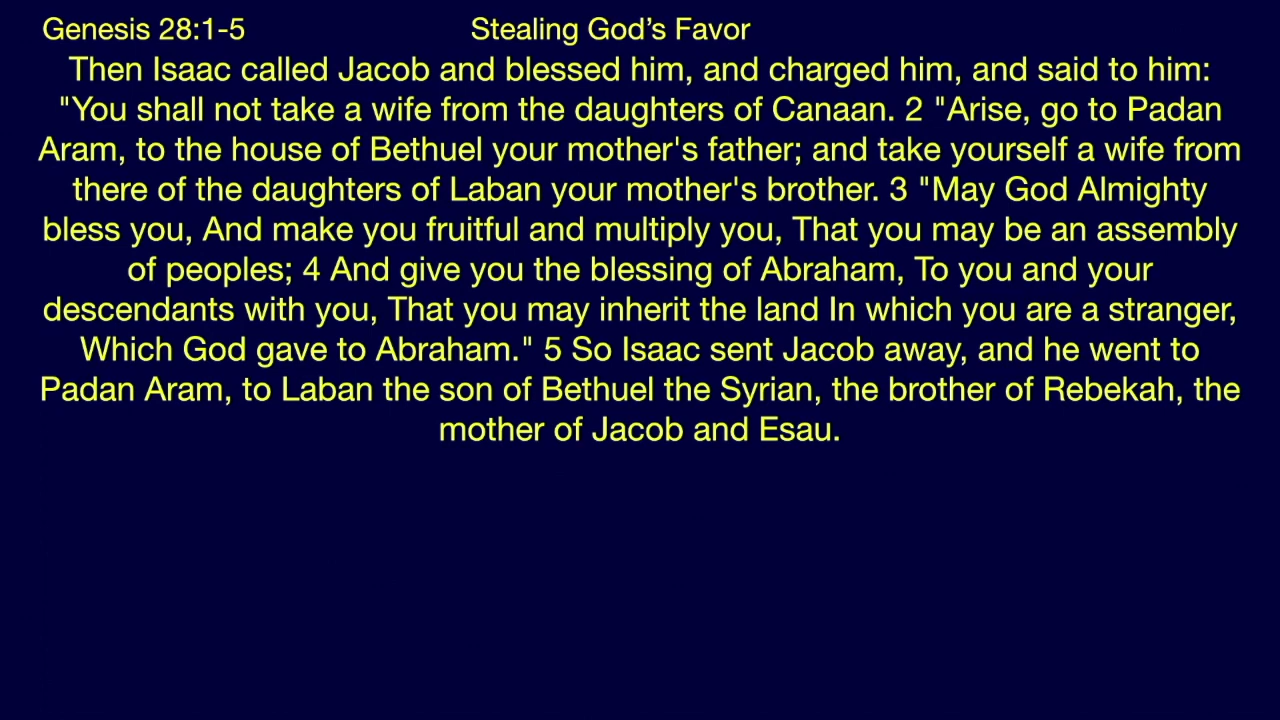 Genesis 28:1-5 Stealing God’s Favor
Then Isaac called Jacob and blessed him, and charged him, and said to him:
"You shall not take a wife from the daughters of Canaan. 2 "Arise, go to Padan
Aram, to the house of Bethuel your mother's father; and take yourself a wife from
there of the daughters of Laban your mother's brother. 3 "May God Almighty
bless you, And make you fruitful and multiply you, That you may be an assembly
of peoples; 4 And give you the blessing of Abraham, To you and your
descendants with you, That you may inherit the land In which you are a stranger,
Which God gave to Abraham." 5 So Isaac sent Jacob away, and he went to
Padan Aram, to Laban the son of Bethuel the Syrian, the brother of Rebekah, the
mother of Jacob and Esau.